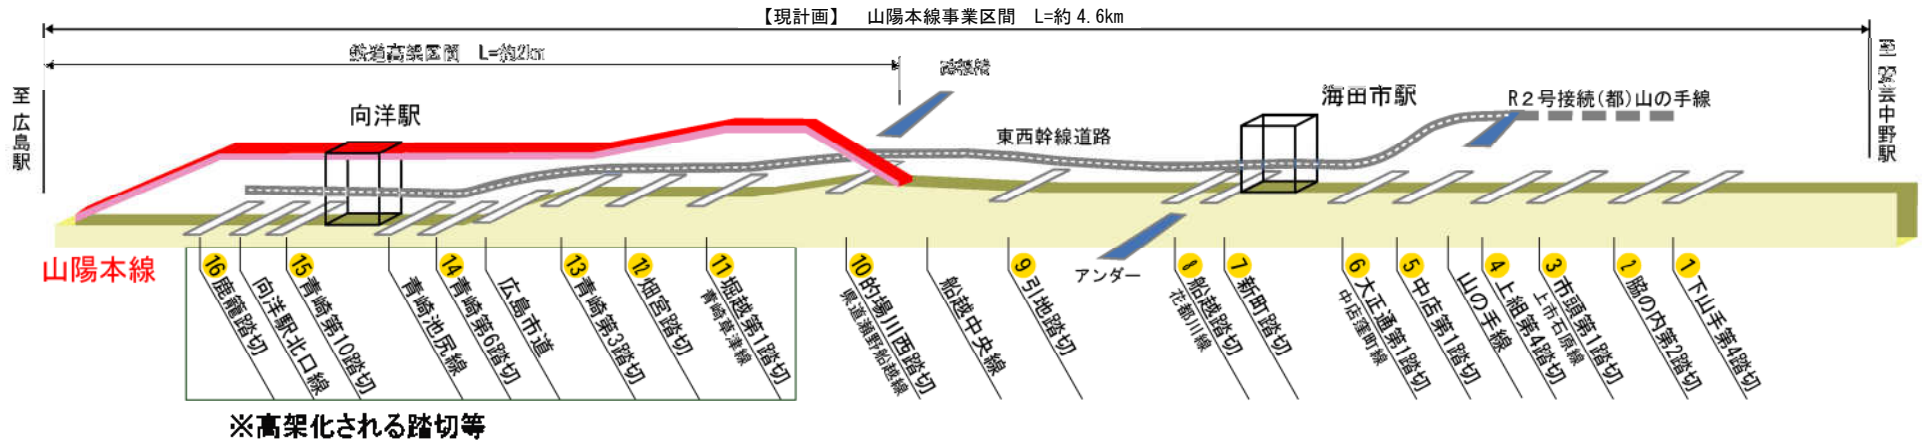 【現計画】 山陽本線事業区間 L=約4.6km
鉄道高架区間 L=約2km
至 広島駅
向洋駅
東西幹線道路
海田市駅
R2号接続(都)山の手線
至 安芸中野駅
山陽本線
アンダー
16 鹿籠踏切
向洋駅北口線
15 青崎第10踏切
青崎池尻線
14 青崎第6踏切
広島市道
13 青崎第3踏切
12 畑宮踏切
11 堀越第1踏切
青崎草津線
10 的場川西踏切
県道瀬野船越線
船越中央線
9 引地踏切
8 船越踏切
花都川線
7 新町踏切
6 大正通第1踏切
中店窪町線
5 中店第1踏切
山の手線
4 上組第4踏切
3 市頭第1踏切
上市石原線
2 脇の内第2踏切
1 下山手第4踏切
※高架化される踏切等